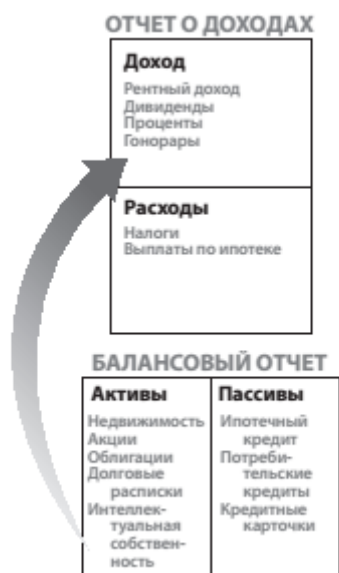 ОТЧЕТ О ДОХОДАХ
Доход
Рентный доход
Дивиденды
Проценты
Гонорары
Расходы
Налоги
Выплаты по ипотеке
БАЛАНСОВЫЙ ОТЧЕТ
Активы
Недвижимость
Акции
Облигации
Долговые
расписки
Интеллек-
туальная
собствен-
ность
Пассивы
Ипотечный
кредит
Потреби-
тельские
кредиты
Кредитные
карточки